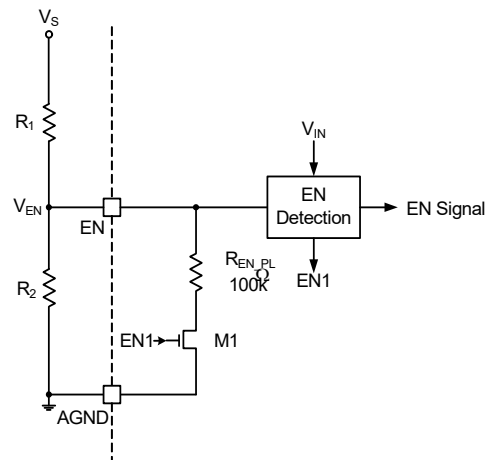 VS
R1
VIN
VEN
EN
EN
Detection
EN Signal
R2
REN_PL
100kΩ
EN1
EN1
M1
AGND